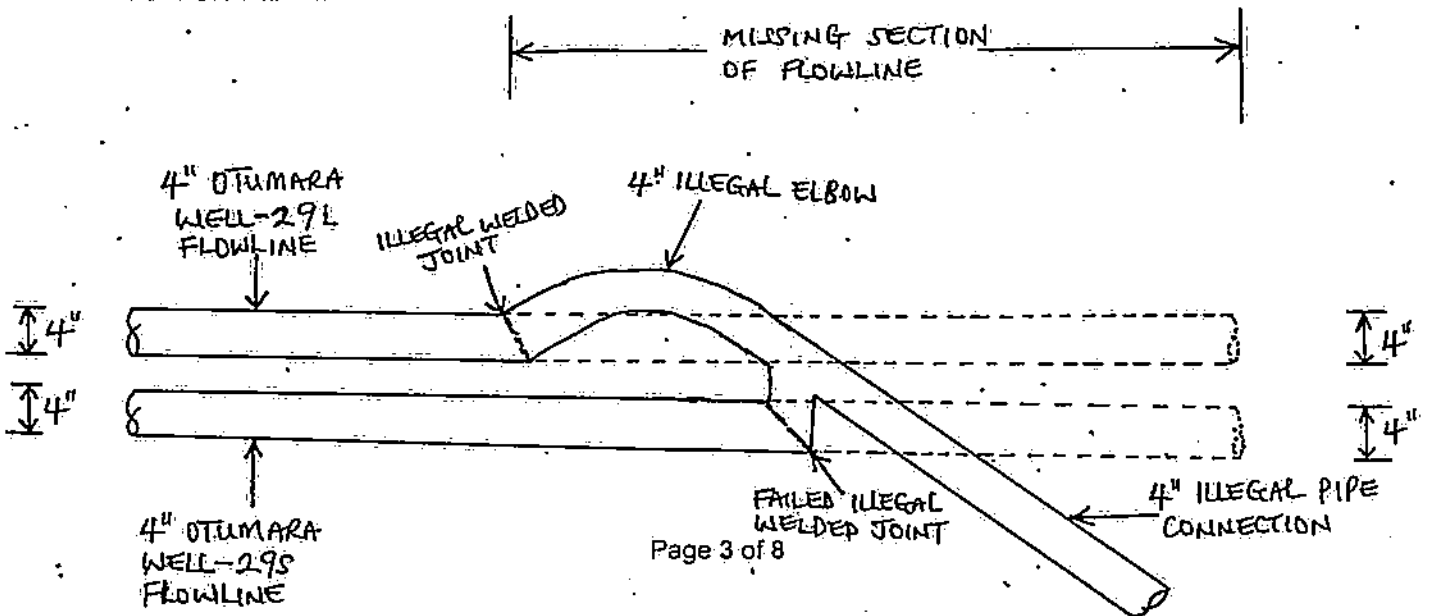 MISSING SECTION
OF FLOWLINE
4" OTUMARA
WELL-29L
FLOWLINE
ILLEGAL WELDED
JOINT
4" ILLEGAL ELBOW
4"
4"
4"
4"
4" OTUMARA
WELL-29S
FLOWLINE
FAILED ILLEGAL
WELDED JOINT
4" ILLEGAL PIPE
CONNECTION
Page 3 of 8